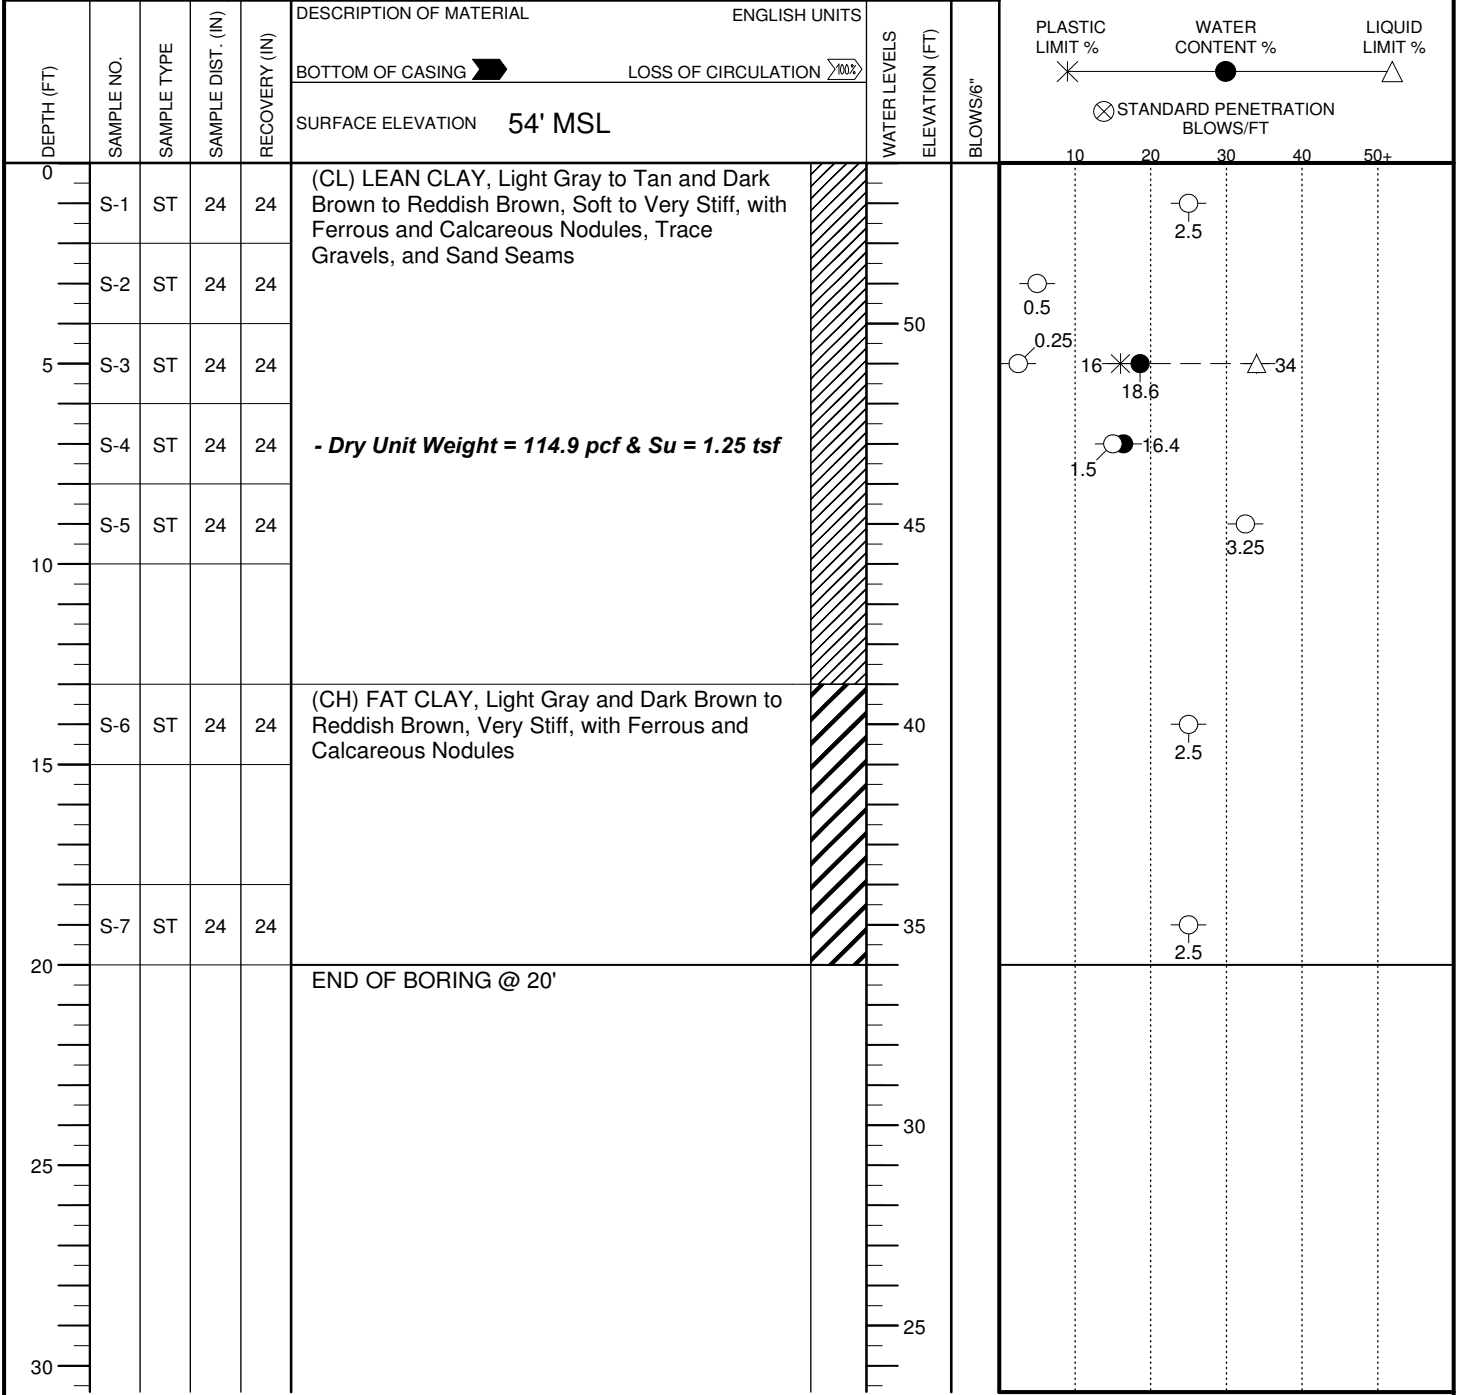 DEPTH (FT)
SAMPLE NO.
SAMPLE TYPE
SAMPLE DIST. (IN)
RECOVERY (IN)
DESCRIPTION OF MATERIAL ENGLISH UNITS
BOTTOM OF CASING LOSS OF CIRCULATION 100%
SURFACE ELEVATION 54' MSL
WATER LEVELS
ELEVATION (FT)
BLOWS/6"
PLASTIC LIMIT %
WATER CONTENT %
LIQUID LIMIT %
STANDARD PENETRATION
BLOWS/FT
10 20 30 40 50+
0
(CL) LEAN CLAY, Light Gray to Tan and Dark
S-1 ST 24 24 Brown to Reddish Brown, Soft to Very Stiff, with
Ferrous and Calcareous Nodules, Trace 2.5
Gravels, and Sand Seams
S-2 ST 24 24
0.5
50
0.25
5 S-3 ST 24 24 16 34
18.6
S-4 ST 24 24 - Dry Unit Weight = 114.9 pcf & Su = 1.25 tsf 16.4
1.5
S-5 ST 24 24 45
3.25
10
(CH) FAT CLAY, Light Gray and Dark Brown to
S-6 ST 24 24 Reddish Brown, Very Stiff, with Ferrous and 40
Calcareous Nodules 2.5
15
S-7 ST 24 24 35
2.5
20
END OF BORING @ 20'
30
25
25
30